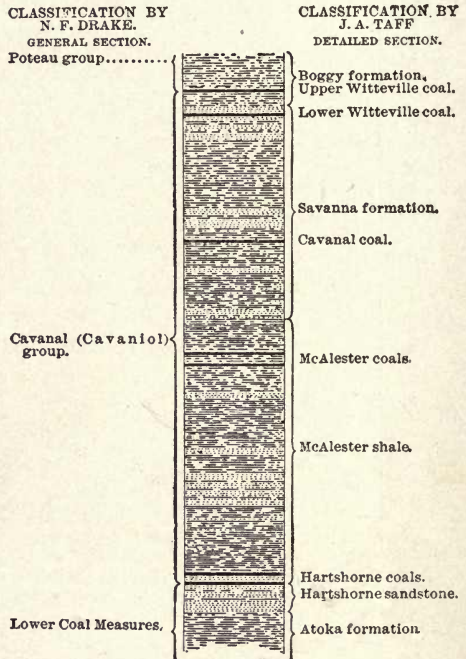 CLASSIFICATION BY
N. F. DRAKE.
GENERAL SECTION.
Poteau group..........
Cavanal (Cavaniol)
group.
Lower Coal Measures,
CLASSIFICATION BY
J. A. TAFF
DETAILED SECTION.
Boggy formation,
Upper Witteville coal.
Lower Witteville coal.
Savanna formation.
Cavanal coal.
McAlester coals.
McAlester shale.
Hartshorne coals.
Hartshorne sandstone.
Atoka formation